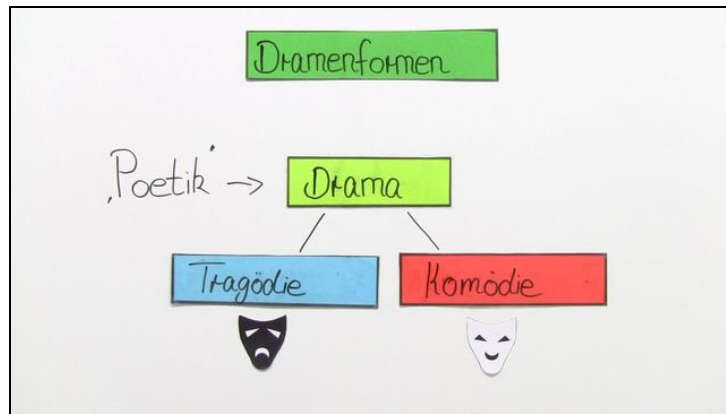 Dramenformen
‚Poetik' → Drama
Tragödie
Komödie